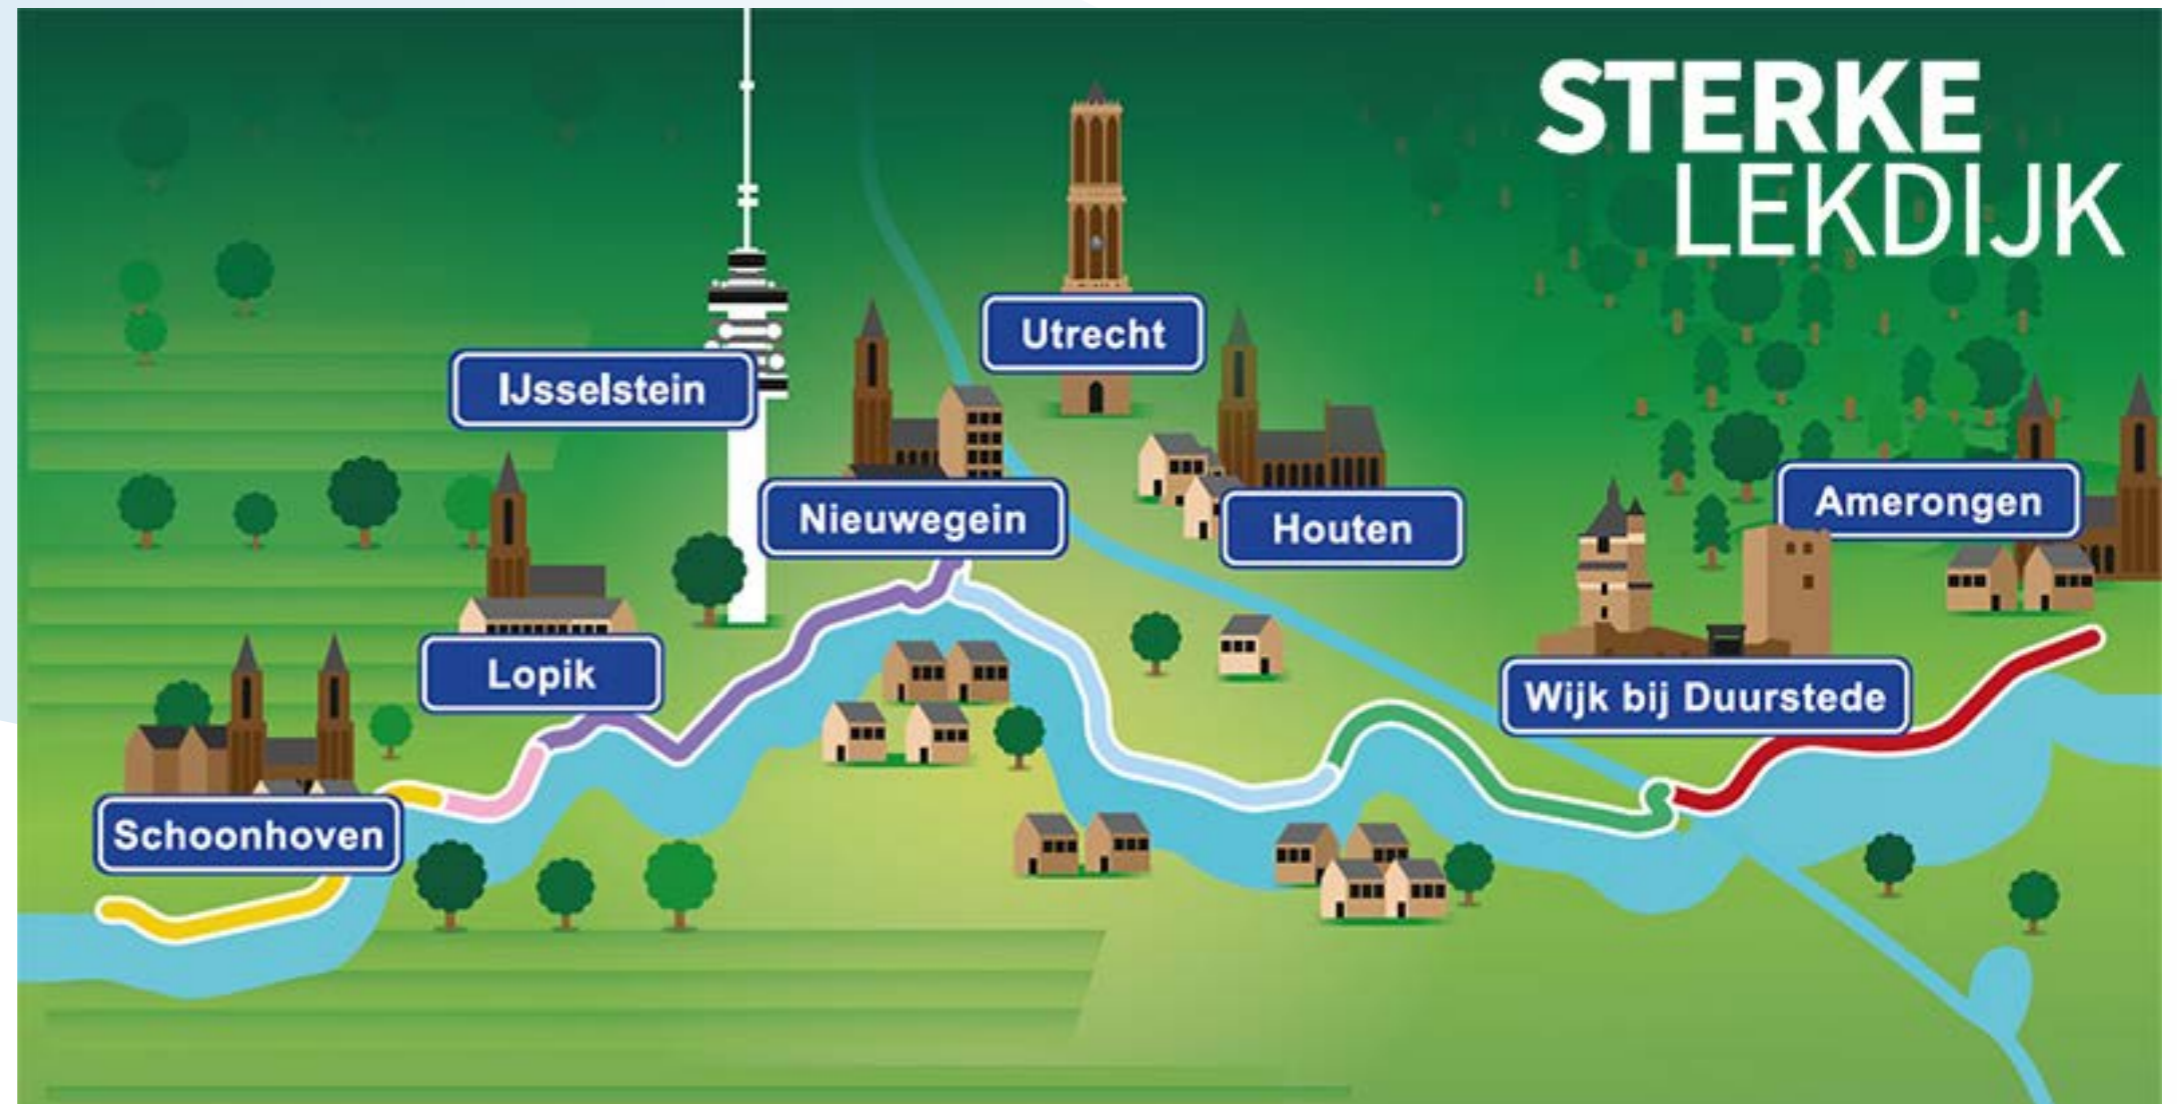 STERKE
LEKDIJK
Utrecht
IJsselstein
Nieuwegein
Houten
Amerongen
Lopik
Wijk bij Duurstede
Schoonhoven